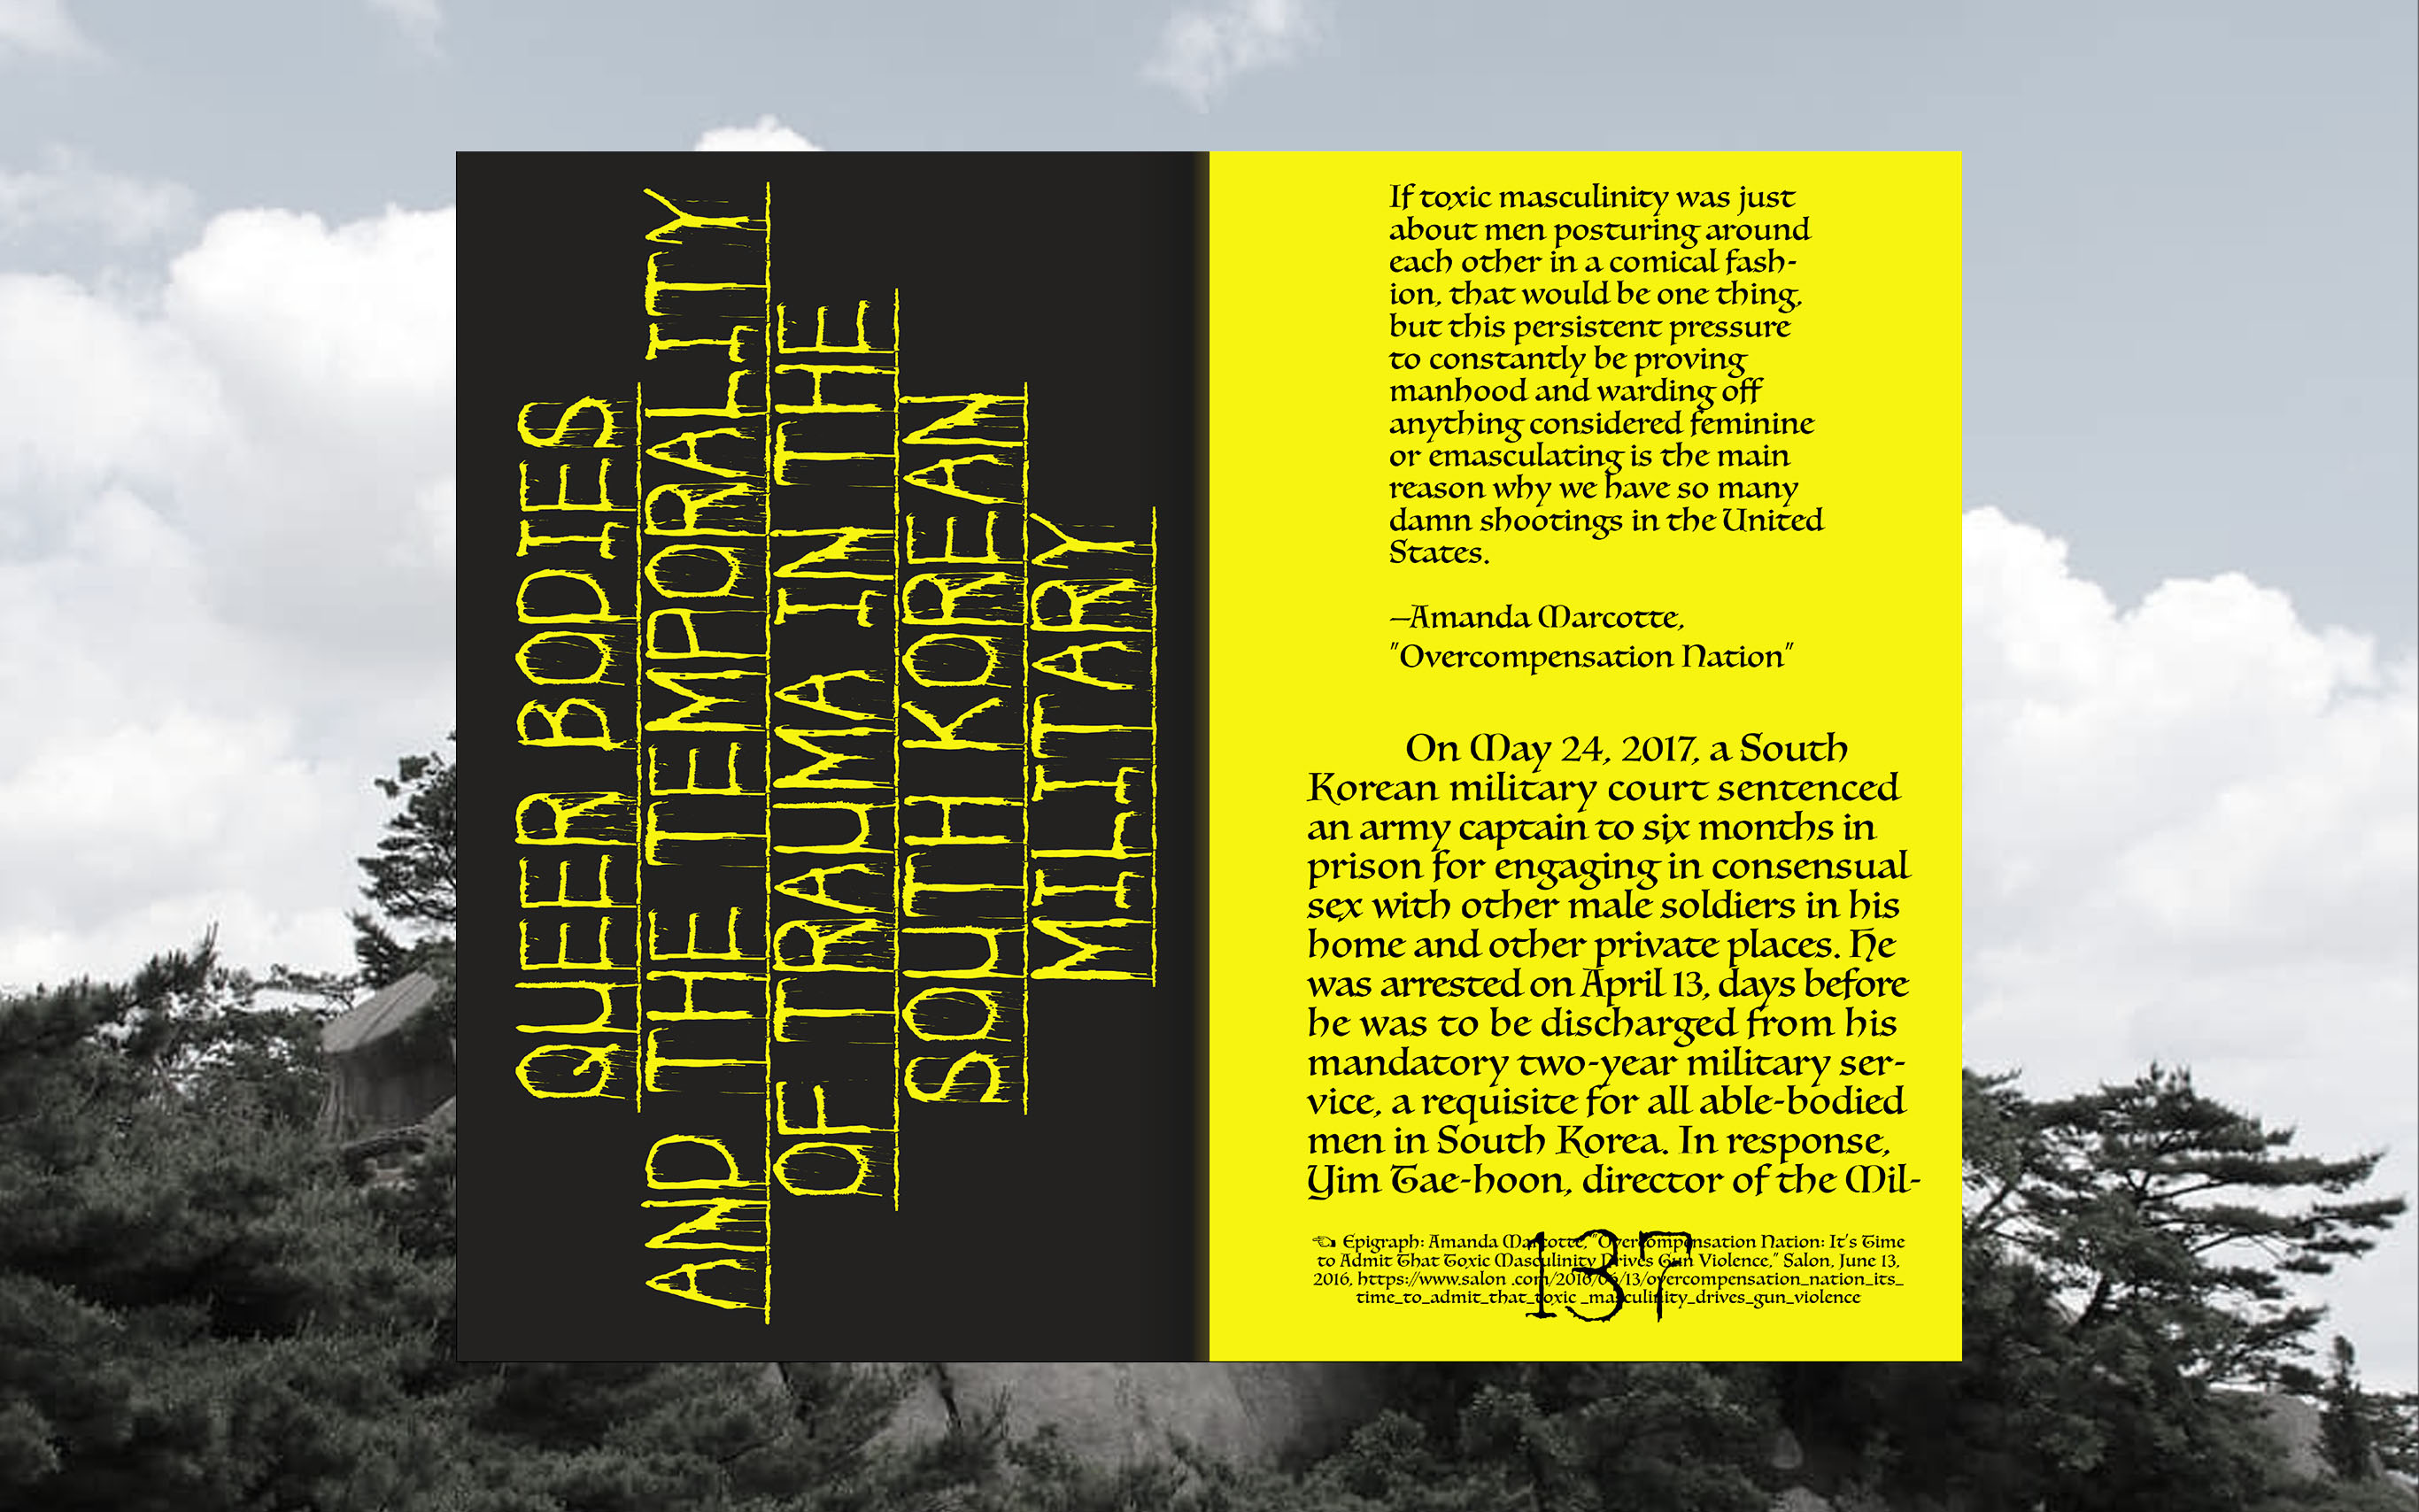 QUEER BODIES
AND THE TEMPORALITY
OF TRAUMA IN THE
SOUTH KOREAN
MILITARY
If toxic masculinity was just
about men posturing around
each other in a comical fash-
ion, that would be one thing,
but this persistent pressure
to constantly be proving
manhood and warding off
anything considered feminine
or emasculating is the main
reason why we have so many
damn shootings in the United
States.
—Amanda Marcotte,
"Overcompensation Nation"
On May 24, 2017, a South
Korean military court sentenced
an army captain to six months in
prison for engaging in consensual
sex with other male soldiers in his
home and other private places. He
was arrested on April 13, days before
he was to be discharged from his
mandatory two-year military ser-
vice, a requisite for all able-bodied
men in South Korea. In response,
Yim Tae-hoon, director of the Mil-
☜ Epigraph: Amanda Marcotte, "Overcompensation Nation: It's Time
to Admit That Toxic Masculinity Drives Gun Violence," Salon, June 13,
2016, https://www.salon .com/2016/06/13/overcompensation_nation_its_
time_to_admit_that_toxic _masculinity_drives_gun_violence
137